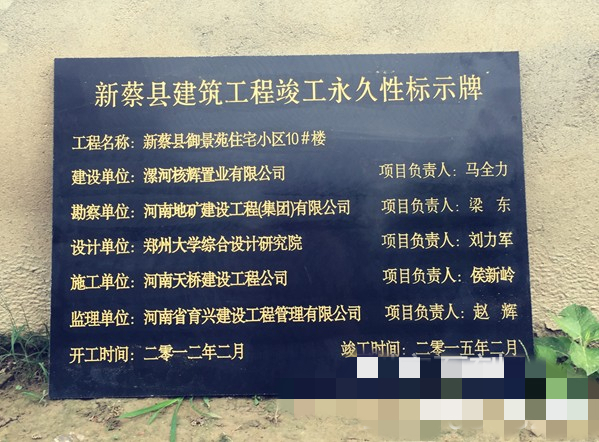 新蔡县建筑工程竣工永久性标示牌
工程名称：新蔡县御景苑住宅小区10#楼
建设单位：漯河核辉置业有限公司 项目负责人：马全力
勘察单位：河南地矿建设工程(集团)有限公司 项目负责人：梁 东
设计单位：郑州大学综合设计研究院 项目负责人：刘力军
施工单位：河南天桥建设工程公司 项目负责人：侯新岭
监理单位：河南省育兴建设工程管理有限公司 项目负责人：赵 辉
开工时间：二零一二年二月 竣工时间：二零一五年二月